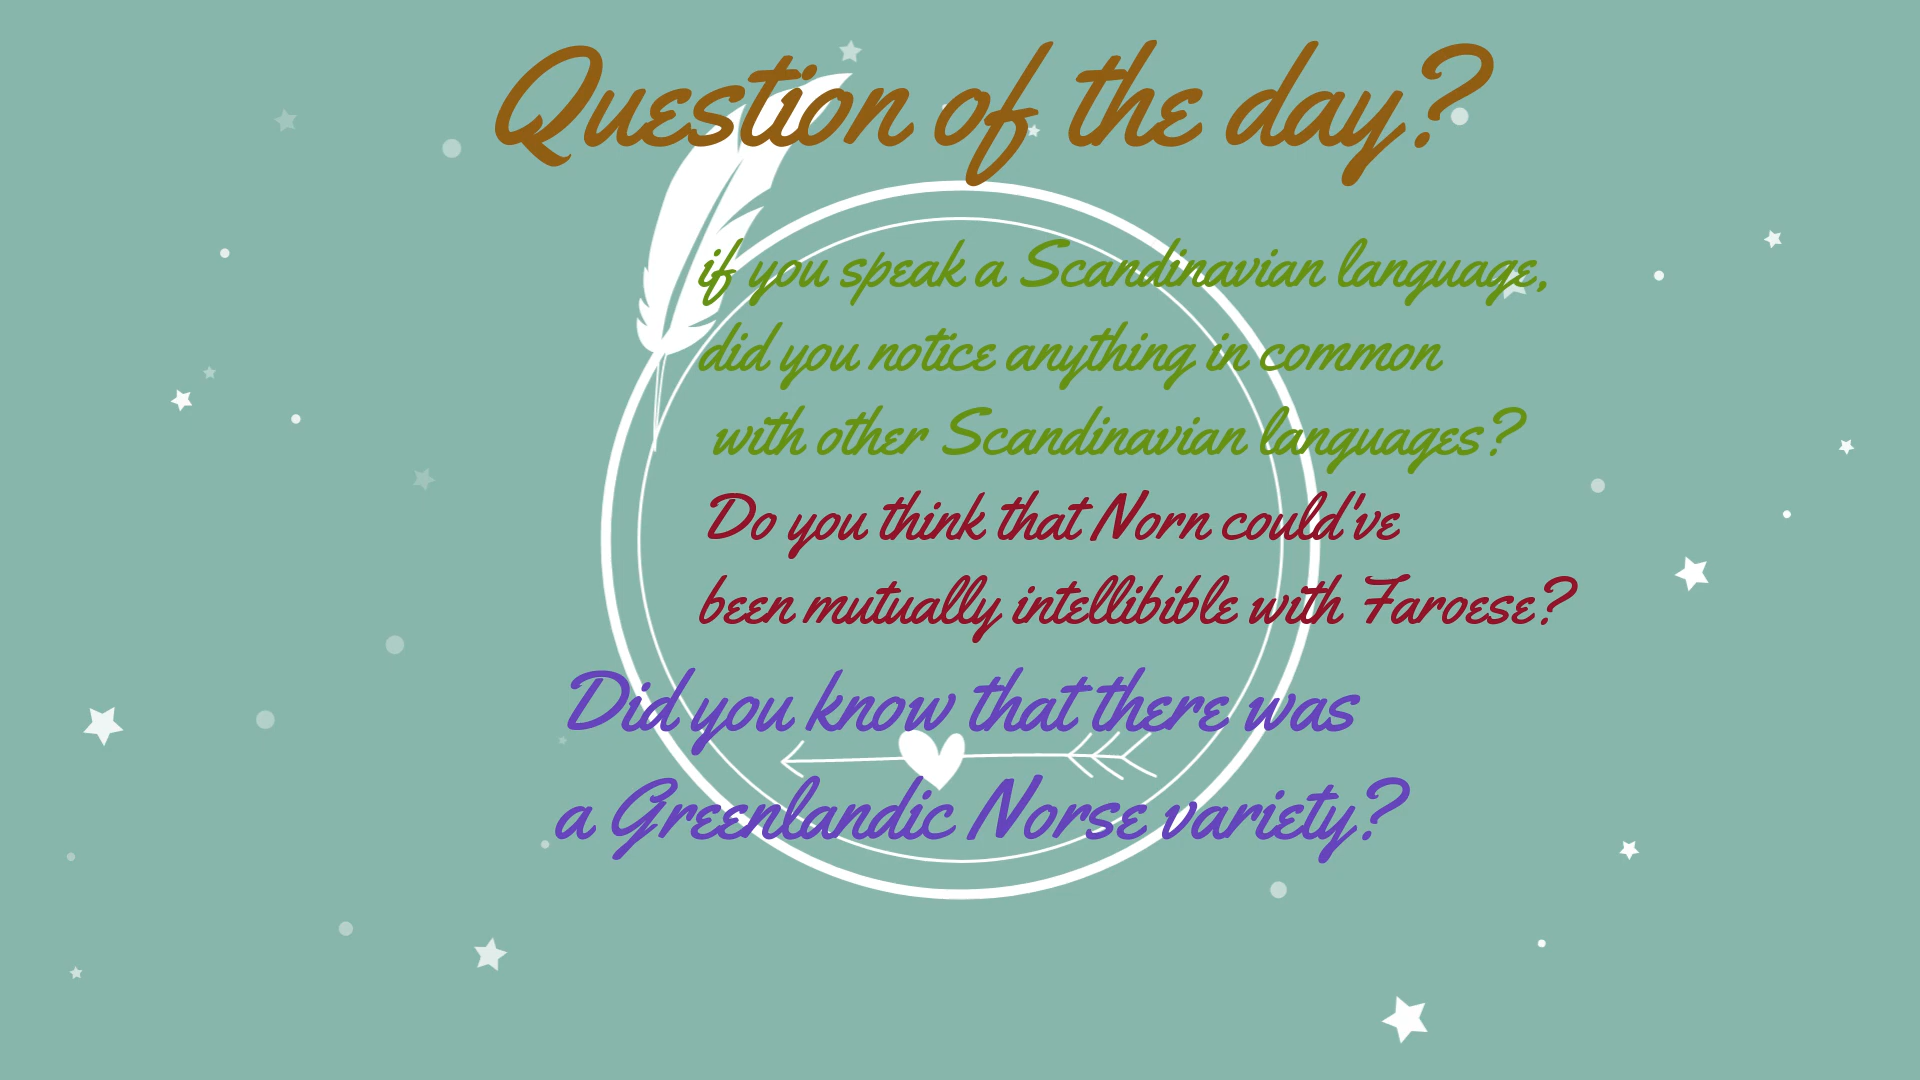 Question of the day?
if you speak a Scandinavian language,
did you notice anything in common
with other Scandinavian languages?
Do you think that Norn could've
been mutually intellibible with Faroese?
Did you know that there was
a Greenlandic Norse variety?